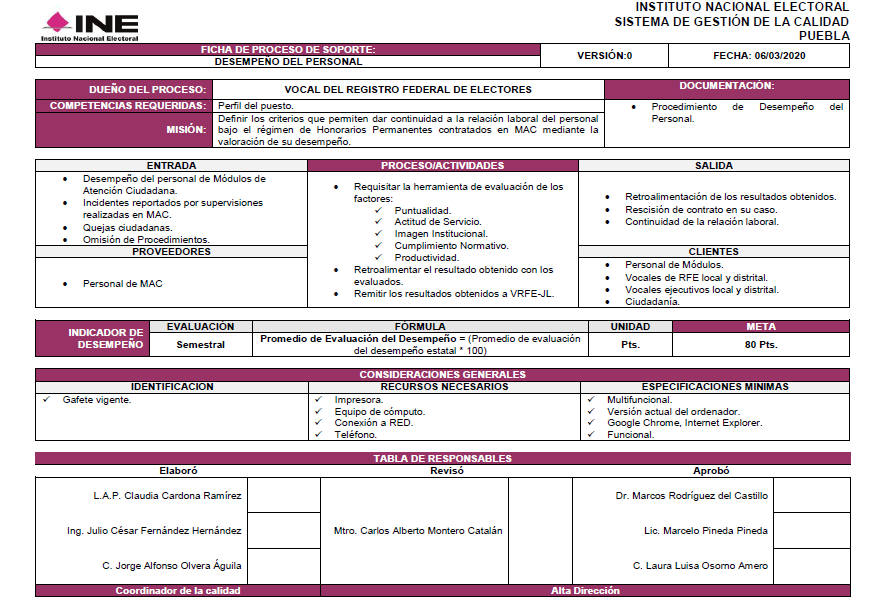 INSTITUTO NACIONAL ELECTORAL
SISTEMA DE GESTIÓN DE LA CALIDAD
PUEBLA
INE
Instituto Nacional Electoral
FICHA DE PROCESO DE SOPORTE:
DESEMPEÑO DEL PERSONAL
VERSIÓN:0
FECHA: 06/03/2020
DUEÑO DEL PROCESO:
VOCAL DEL REGISTRO FEDERAL DE ELECTORES
COMPETENCIAS REQUERIDAS:
Perfil del puesto.
MISIÓN:
Definir los criterios que permiten dar continuidad a la relación laboral del personal
bajo el régimen de Honorarios Permanentes contratados en MAC mediante la
valoración de su desempeño.
DOCUMENTACIÓN:
• Procedimiento de Desempeño del
Personal.
ENTRADA
• Desempeño del personal de Módulos de
Atención Ciudadana.
• Incidentes reportados por supervisiones
realizadas en MAC.
• Quejas ciudadanas.
• Omisión de Procedimientos.
PROVEEDORES
• Personal de MAC
PROCESO/ACTIVIDADES
• Requisitar la herramienta de evaluación de los
factores:
✓ Puntualidad.
✓ Actitud de Servicio.
✓ Imagen Institucional.
✓ Cumplimiento Normativo.
✓ Productividad.
• Retroalimentar el resultado obtenido con los
evaluados.
• Remitir los resultados obtenidos a VRFE-JL.
SALIDA
• Retroalimentación de los resultados obtenidos.
• Rescisión de contrato en su caso.
• Continuidad de la relación laboral.
CLIENTES
• Personal de Módulos.
• Vocales de RFE local y distrital.
• Vocales ejecutivos local y distrital.
• Ciudadanía.
INDICADOR DE
DESEMPEÑO
EVALUACIÓN
Semestral
FÓRMULA
Promedio de Evaluación del Desempeño = (Promedio de evaluación
del desempeño estatal * 100)
UNIDAD
Pts.
META
80 Pts.
CONSIDERACIONES GENERALES
IDENTIFICACION
✓ Gafete vigente.
RECURSOS NECESARIOS
✓ Impresora.
✓ Equipo de cómputo.
✓ Conexión a RED.
✓ Teléfono.
ESPECIFICACIONES MINIMAS
✓ Multifuncional.
✓ Versión actual del ordenador.
✓ Google Chrome, Internet Explorer.
✓ Funcional.
TABLA DE RESPONSABLES
Elaboró
Revisó
Aprobó
L.A.P. Claudia Cardona Ramírez
Ing. Julio César Fernández Hernández
C. Jorge Alfonso Olvera Águila
Mtro. Carlos Alberto Montero Catalán
Dr. Marcos Rodríguez del Castillo
Lic. Marcelo Pineda Pineda
C. Laura Luisa Osorno Amero
Coordinador de la calidad
Alta Dirección